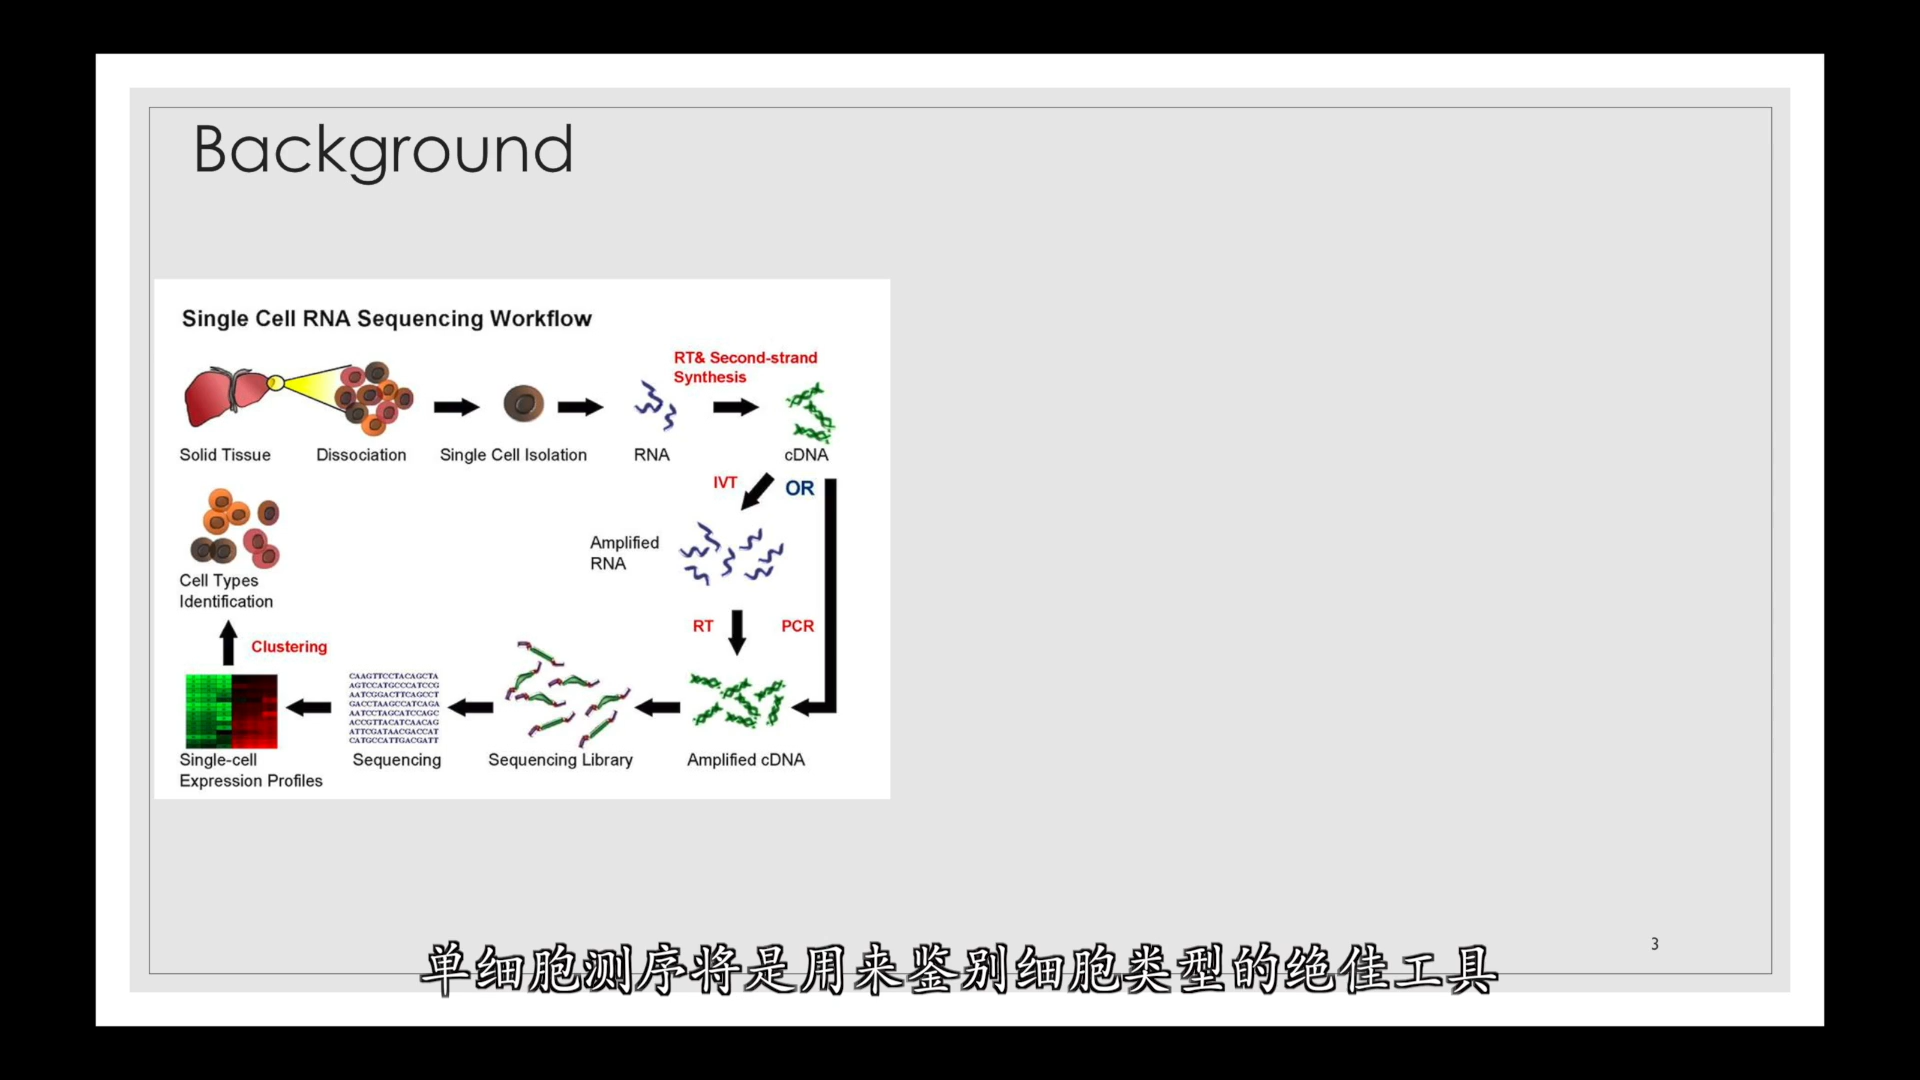 Background
Single Cell RNA Sequencing Workflow
RT& Second-strand
Synthesis
Solid Tissue
Dissociation
Single Cell Isolation
RNA
cDNA
IVT
OR
Amplified
RNA
Cell Types
Identification
RT
PCR
Clustering
CAAGTTCCTACAGCTA
AGTCCATGCCCATCCG
AATCGGACTTCAGCCT
GACCTAAGCCATCAGA
AATCCTAGCATCCAGC
ACCGTTACATCAACAG
ATTCGATAACGACCAT
CATGCCATTGACGATT
Single-cell
Expression Profiles
Sequencing
Sequencing Library
Amplified cDNA
3
单细胞测序将是用来鉴别细胞类型的绝佳工具